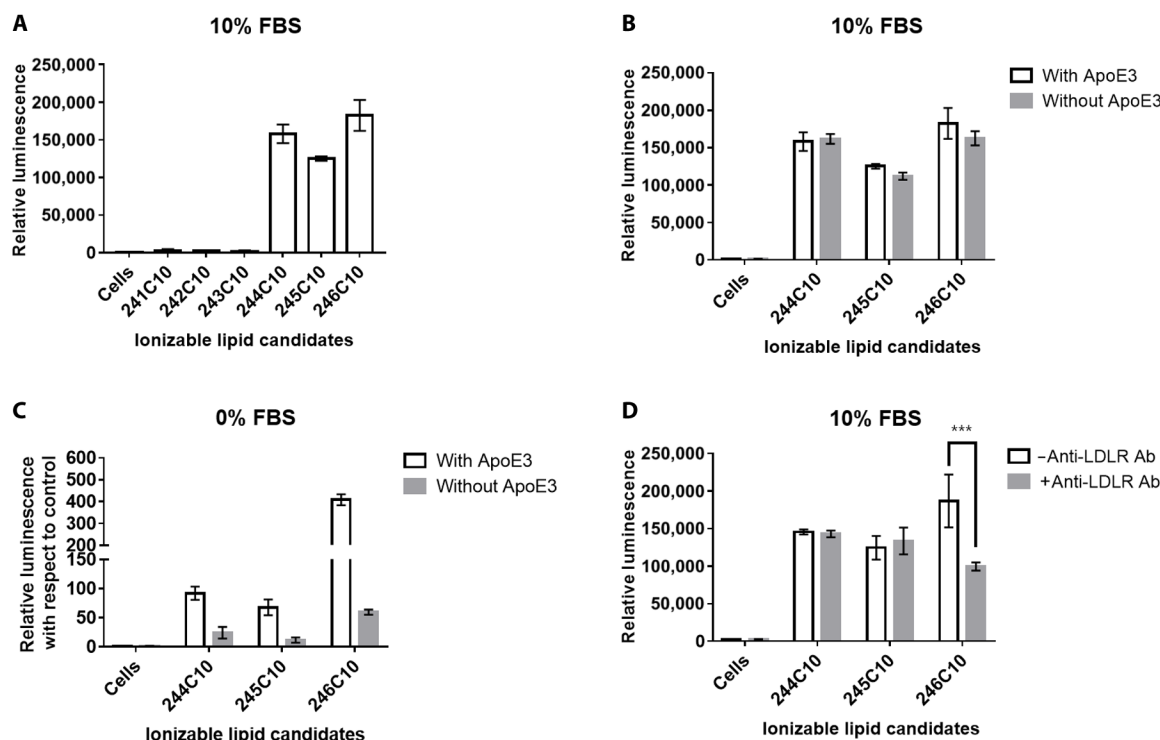 A
10% FBS
Relative luminescence
250,000
200,000
150,000
100,000
50,000
0
Cells
241C10
242C10
243C10
244C10
245C10
246C10
Ionizable lipid candidates
B
10% FBS
Relative luminescence
250,000
200,000
150,000
100,000
50,000
0
Cells
244C10
245C10
246C10
Ionizable lipid candidates
With ApoE3
Without ApoE3
C
0% FBS
Relative luminescence
with respect to control
600
500
400
300
200
150
100
50
0
Cells
244C10
245C10
246C10
Ionizable lipid candidates
With ApoE3
Without ApoE3
D
10% FBS
Relative luminescence
250,000
200,000
150,000
100,000
50,000
0
***
Cells
244C10
245C10
246C10
Ionizable lipid candidates
−Anti-LDLR Ab
+Anti-LDLR Ab